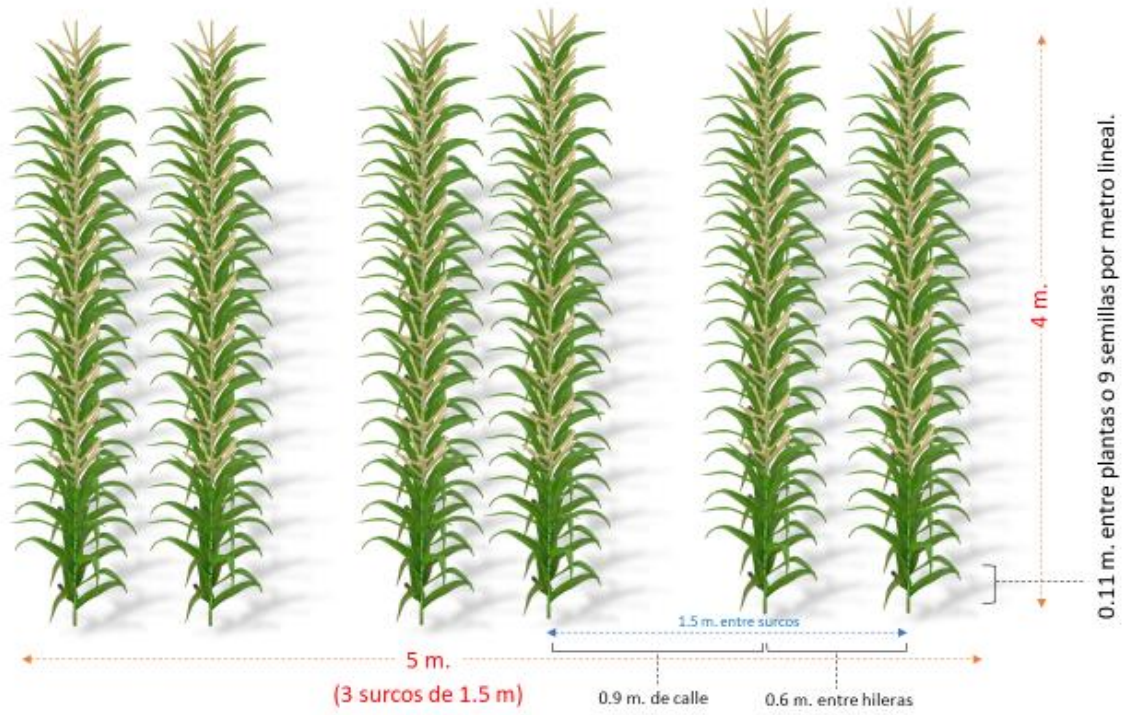 4 m.
0.11 m. entre plantas o 9 semillas por metro lineal.
1.5 m. entre surcos
5 m.
(3 surcos de 1.5 m)
0.9 m. de calle
0.6 m. entre hileras